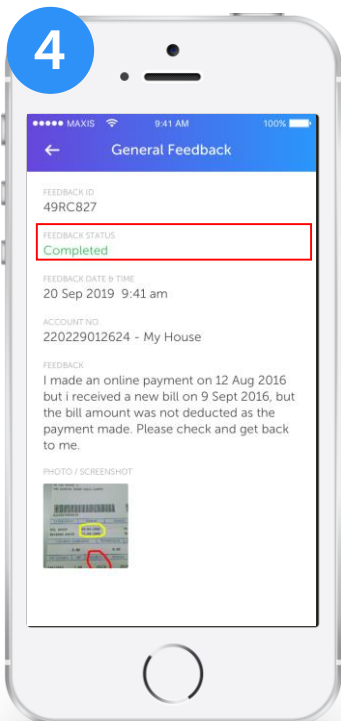 4
MAXIS 9:41 AM 100%
General Feedback
FEEDBACK ID
49RC827
FEEDBACK STATUS
Completed
FEEDBACK DATE & TIME
20 Sep 2019 9:41 am
ACCOUNT NO.
220229012624 - My House
FEEDBACK
I made an online payment on 12 Aug 2016
but i received a new bill on 9 Sept 2016, but
the bill amount was not deducted as the
payment made. Please check and get back
to me.
PHOTO / SCREENSHOT